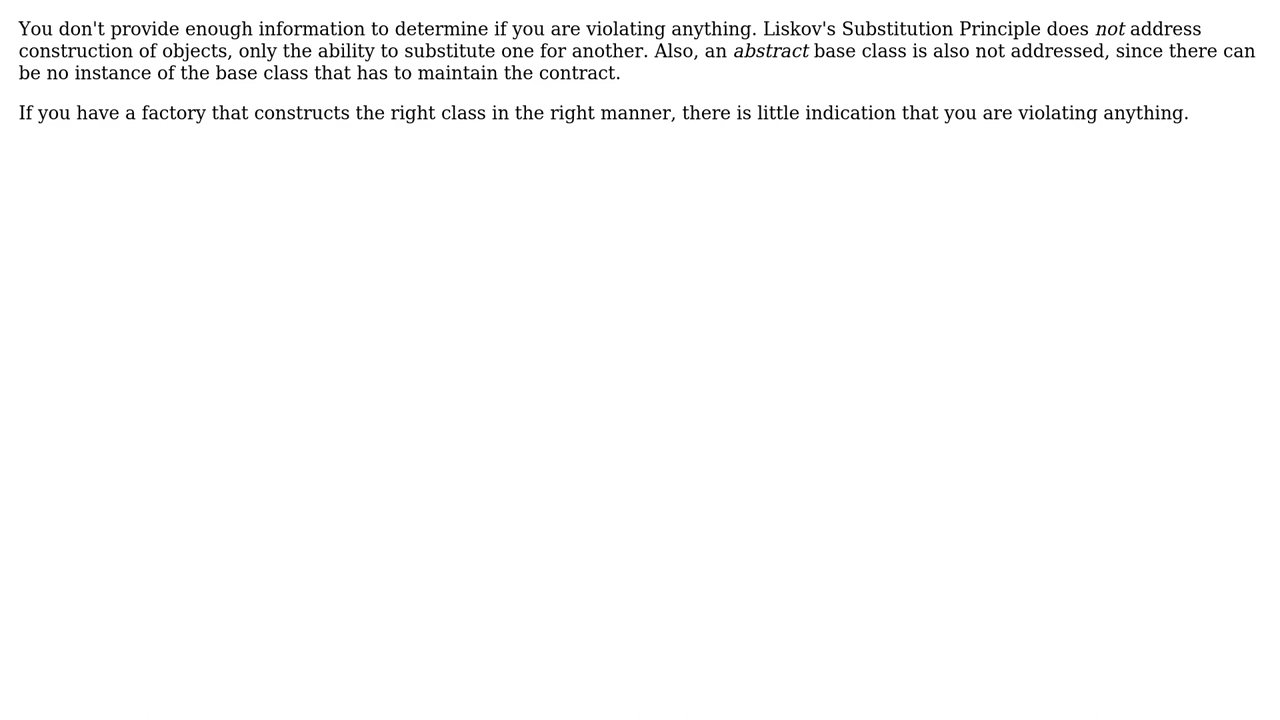 You don't provide enough information to determine if you are violating anything. Liskov's Substitution Principle does not address
construction of objects, only the ability to substitute one for another. Also, an abstract base class is also not addressed, since there can
be no instance of the base class that has to maintain the contract.
If you have a factory that constructs the right class in the right manner, there is little indication that you are violating anything.